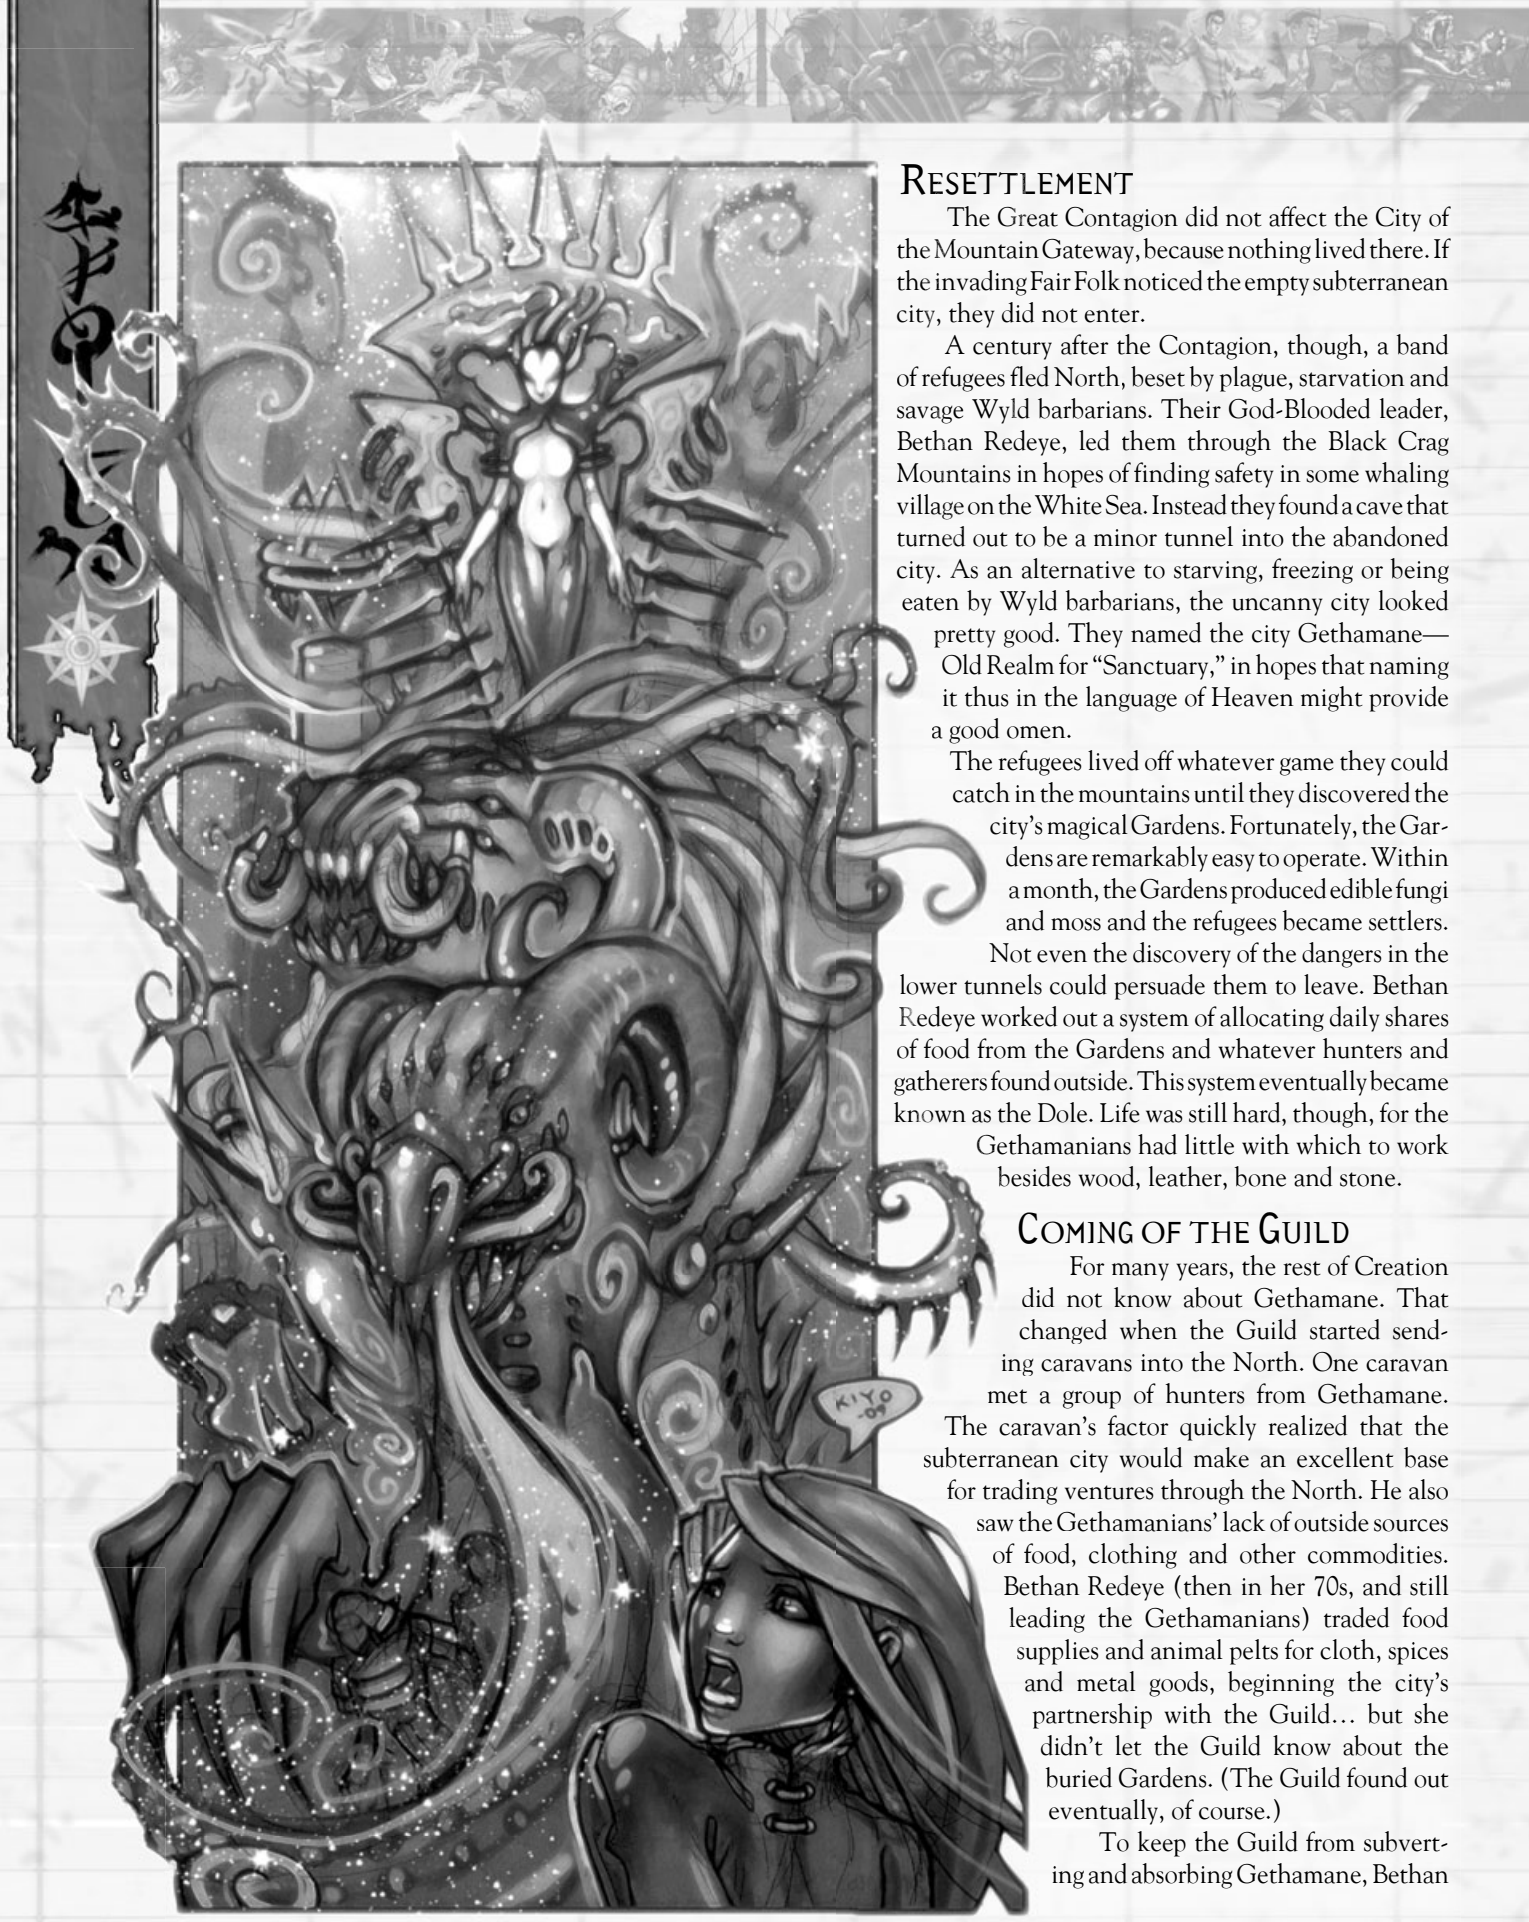 RESETTLEMENT
The Great Contagion did not affect the City of
the Mountain Gateway, because nothing lived there. If
the invading Fair Folk noticed the empty subterranean
city, they did not enter.
A century after the Contagion, though, a band
of refugees fled North, beset by plague, starvation and
savage Wyld barbarians. Their God-Blooded leader,
Bethan Redeye, led them through the Black Crag
Mountains in hopes of finding safety in some whaling
village on the White Sea. Instead they found a cave that
turned out to be a minor tunnel into the abandoned
city. As an alternative to starving, freezing or being
eaten by Wyld barbarians, the uncanny city looked
pretty good. They named the city Gethamane—
Old Realm for “Sanctuary,” in hopes that naming
it thus in the language of Heaven might provide
a good omen.
The refugees lived off whatever game they could
catch in the mountains until they discovered the
city’s magical Gardens. Fortunately, the Gar-
dens are remarkably easy to operate. Within
a month, the Gardens produced edible fungi
and moss and the refugees became settlers.
Not even the discovery of the dangers in the
lower tunnels could persuade them to leave. Bethan
Redeye worked out a system of allocating daily shares
of food from the Gardens and whatever hunters and
gatherers found outside. This system eventually became
known as the Dole. Life was still hard, though, for the
Gethamanians had little with which to work
besides wood, leather, bone and stone.
COMING OF THE GUILD
For many years, the rest of Creation
did not know about Gethamane. That
changed when the Guild started send-
ing caravans into the North. One caravan
met a group of hunters from Gethamane.
The caravan’s factor quickly realized that the
subterranean city would make an excellent base
for trading ventures through the North. He also
saw the Gethamanians’ lack of outside sources
of food, clothing and other commodities.
Bethan Redeye (then in her 70s, and still
leading the Gethamanians) traded food
supplies and animal pelts for cloth, spices
and metal goods, beginning the city’s
partnership with the Guild… but she
didn’t let the Guild know about the
buried Gardens. (The Guild found out
eventually, of course.)
To keep the Guild from subvert-
ing and absorbing Gethamane, Bethan
KIYO
-09